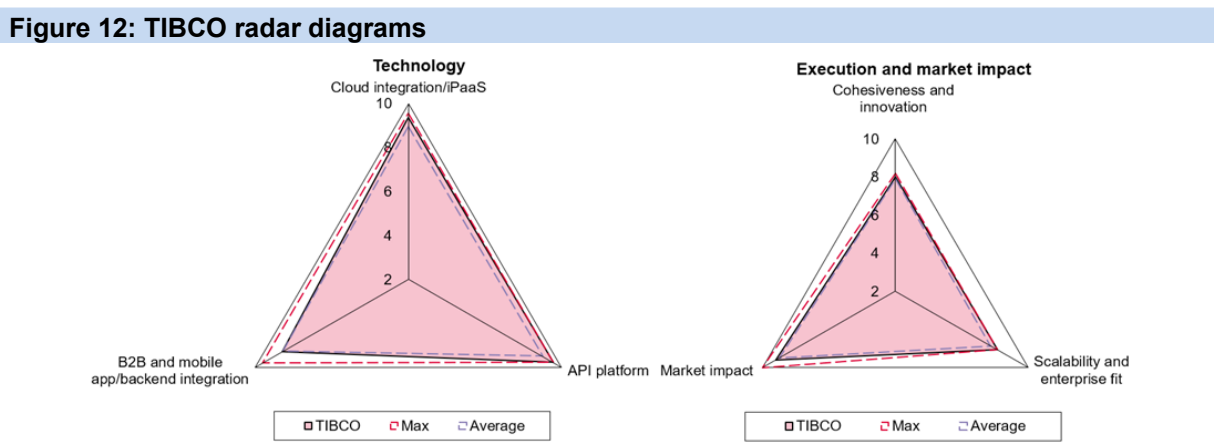 Figure 12: TIBCO radar diagrams
Technology
Cloud integration/iPaaS
10
8
6
4
2
B2B and mobile
app/backend integration
API platform
TIBCO
Max
Average
Execution and market impact
Cohesiveness and
innovation
10
8
6
4
2
Market impact
Scalability and
enterprise fit
TIBCO
Max
Average